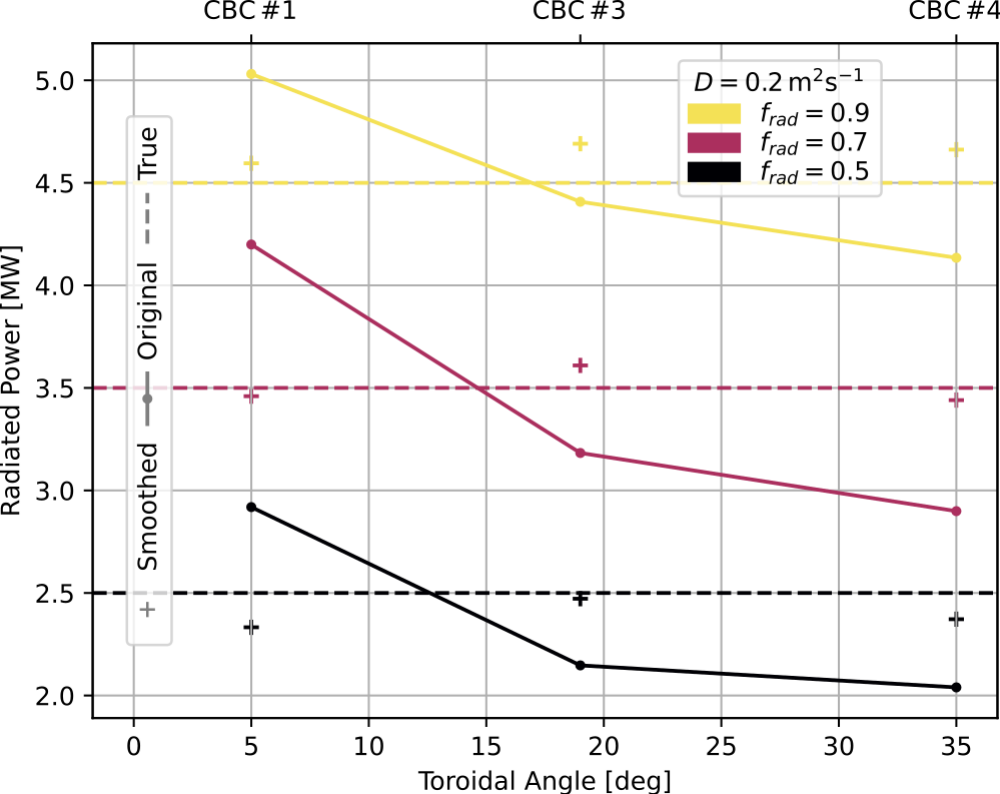 CBC #1
CBC #3
CBC #4
Radiated Power [MW]
5.0
4.5
4.0
3.5
3.0
2.5
2.0
Smoothed
Original
True
D = 0.2 m²s⁻¹
f_rad = 0.9
f_rad = 0.7
f_rad = 0.5
0
5
10
15
20
25
30
35
Toroidal Angle [deg]